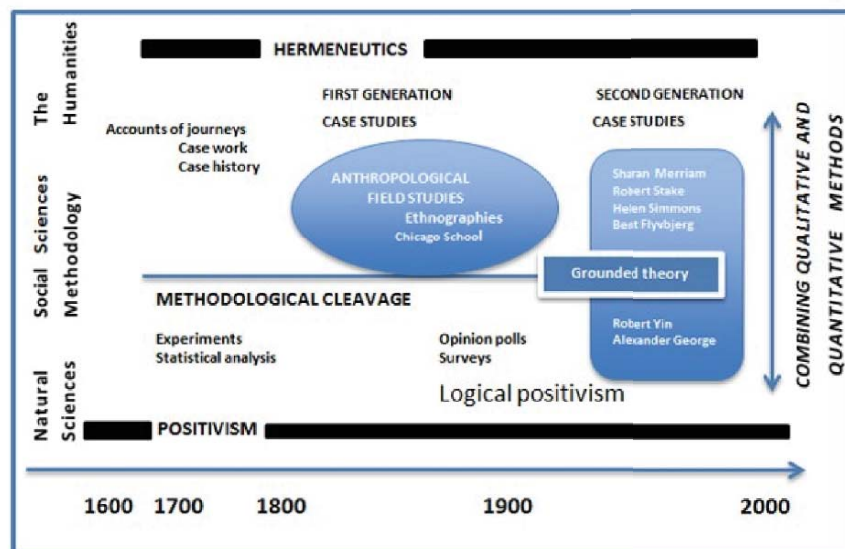 The
Humanities
Social Sciences
Methodology
Natural
Sciences
HERMENEUTICS
FIRST GENERATION
CASE STUDIES
SECOND GENERATION
CASE STUDIES
Accounts of journeys
Case work
Case history
ANTHROPOLOGICAL
FIELD STUDIES
Ethnographies
Chicago School
Sharan Merriam
Robert Stake
Helen Simmons
Best Flyvbjerg
Grounded theory
METHODOLOGICAL CLEAVAGE
Experiments
Statistical analysis
Opinion polls
Surveys
Robert Yin
Alexander George
Logical positivism
POSITIVISM
COMBINING QUALITATIVE AND
QUANTITATIVE METHODS
1600 1700 1800 1900 2000